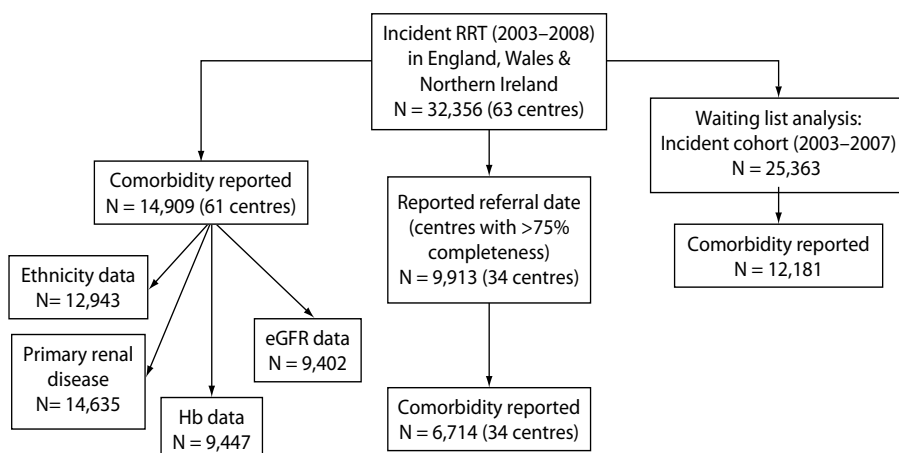 Incident RRT (2003–2008)
in England, Wales &
Northern Ireland
N = 32,356 (63 centres)
Waiting list analysis:
Incident cohort (2003–2007)
N = 25,363
Comorbidity reported
N = 14,909 (61 centres)
Reported referral date
(centres with >75%
completeness)
N = 9,913 (34 centres)
Comorbidity reported
N = 12,181
Ethnicity data
N= 12,943
eGFR data
N = 9,402
Primary renal
disease
N= 14,635
Hb data
N = 9,447
Comorbidity reported
N = 6,714 (34 centres)